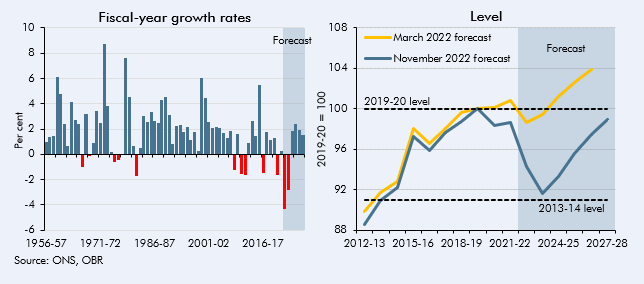 Fiscal-year growth rates
10
8
6
4
2
0
-2
-4
-6
Per cent
Forecast
1956-57 1971-72 1986-87 2001-02 2016-17
Source: ONS, OBR
Level
108
104
100
96
92
88
2019-20 = 100
March 2022 forecast
November 2022 forecast
Forecast
2019-20 level
2013-14 level
2012-13 2015-16 2018-19 2021-22 2024-25 2027-28